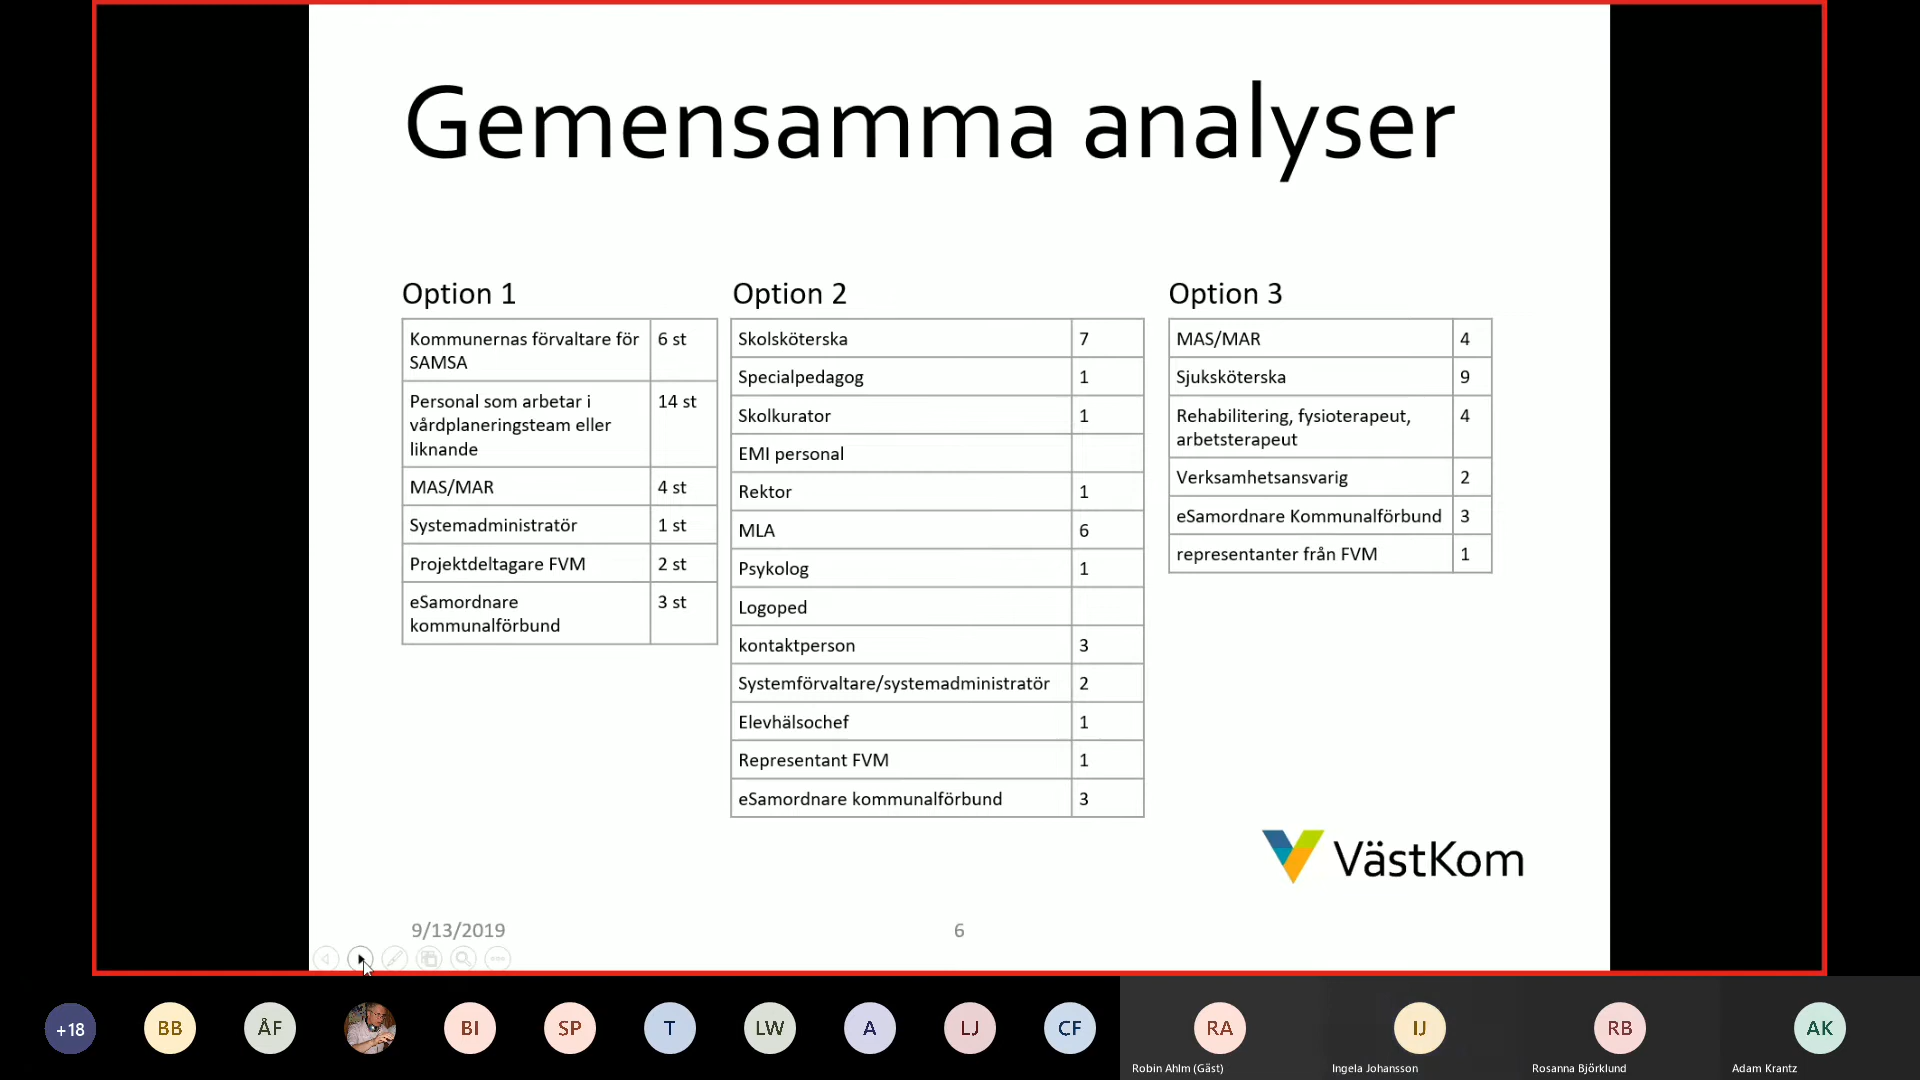 Gemensamma analyser
Option 1
Kommunernas förvaltare för SAMSA 6 st
Personal som arbetar i vårdplaneringsteam eller liknande 14 st
MAS/MAR 4 st
Systemadministratör 1 st
Projektdeltagare FVM 2 st
eSamordnare kommunalförbund 3 st
Option 2
Skolsköterska 7
Specialpedagog 1
Skolkurator 1
EMI personal
Rektor 1
MLA 6
Psykolog 1
Logoped
kontaktperson 3
Systemförvaltare/systemadministratör 2
Elevhälsochef 1
Representant FVM 1
eSamordnare kommunalförbund 3
Option 3
MAS/MAR 4
Sjuksköterska 9
Rehabilitering, fysioterapeut, arbetsterapeut 4
Verksamhetsansvarig 2
eSamordnare Kommunalförbund 3
representanter från FVM 1
VästKom
9/13/2019
6
+18
BB
ÅF
BI
SP
T
LW
A
LJ
CF
RA
IJ
RB
AK
Robin Ahlm (Gäst)
Ingela Johansson
Rosanna Björklund
Adam Krantz